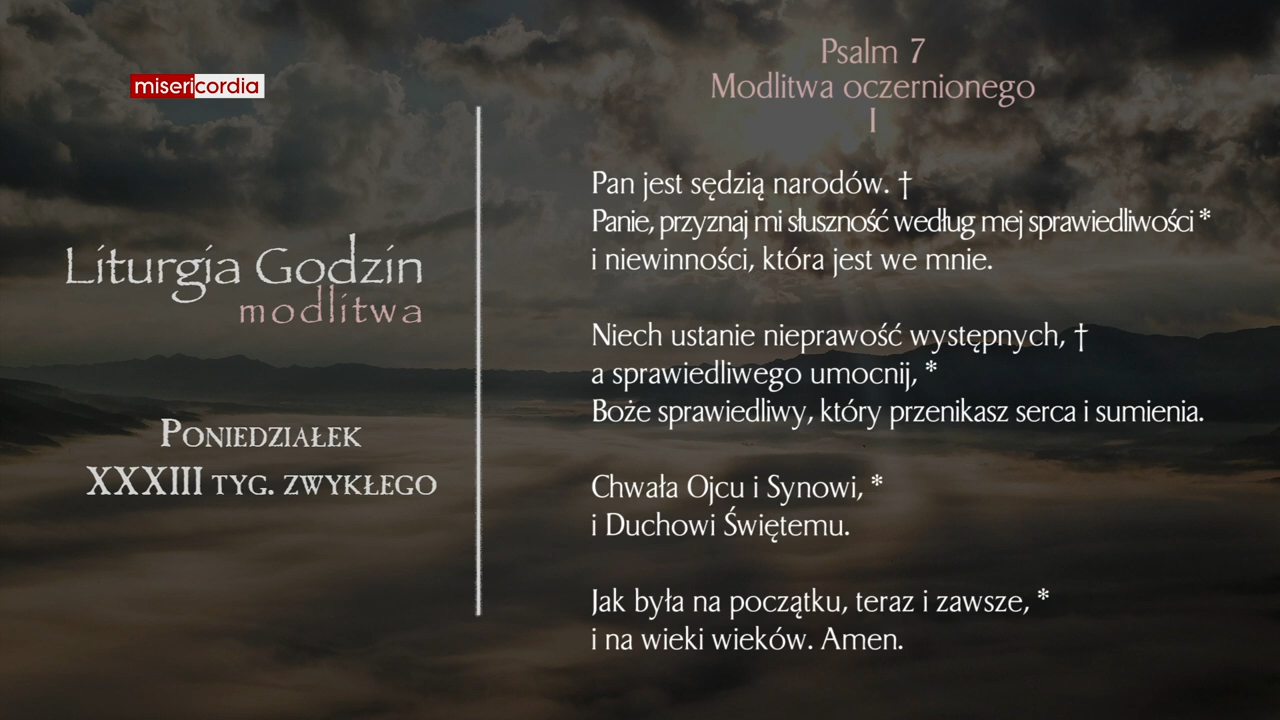 misericordia
Liturgia Godzin
modlitwa
Poniedziałek
XXXIII tyg. zwykłego
Psalm 7
Modlitwa oczernionego
I
Pan jest sędzią narodów. †
Panie, przyznaj mi słuszność według mej sprawiedliwości *
i niewinności, która jest we mnie.
Niech ustanie nieprawość występnych, †
a sprawiedliwego umocnij, *
Boże sprawiedliwy, który przenikasz serca i sumienia.
Chwała Ojcu i Synowi, *
i Duchowi Świętemu.
Jak była na początku, teraz i zawsze, *
i na wieki wieków. Amen.